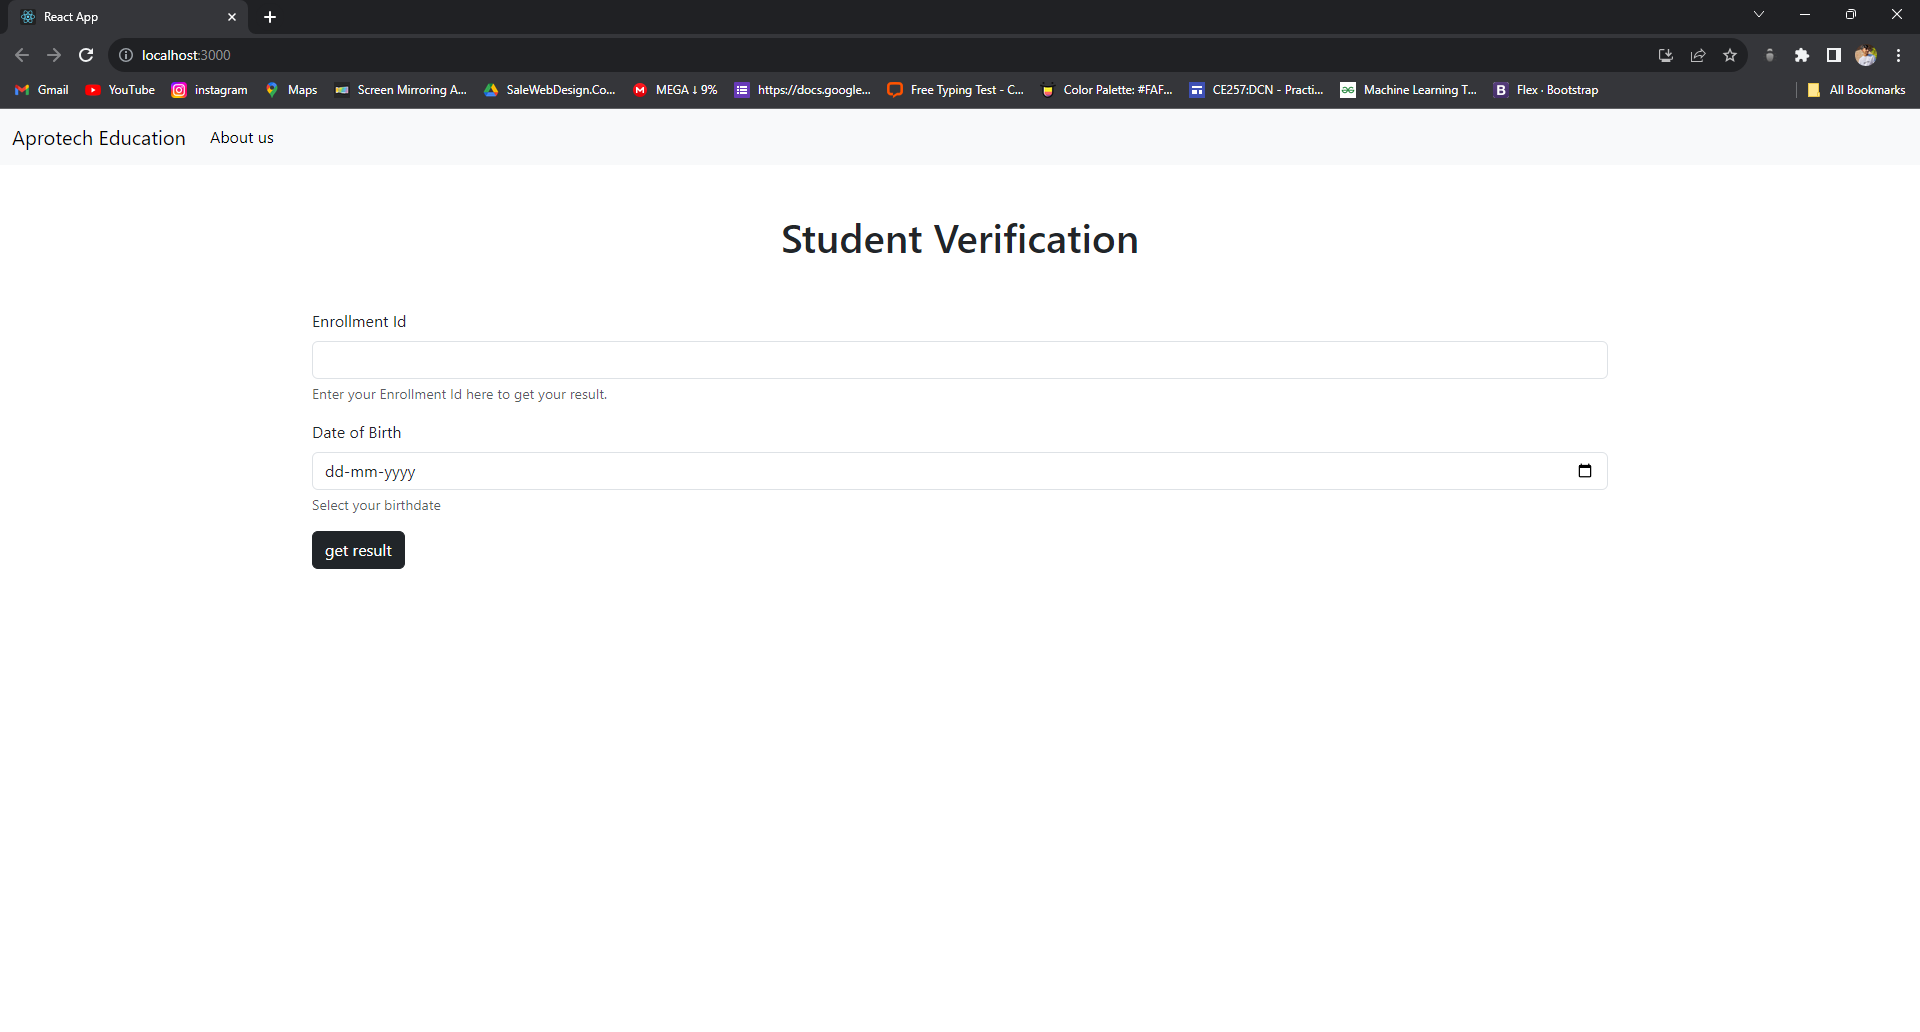 React App
localhost:3000
Gmail YouTube instagram Maps Screen Mirroring A... SaleWebDesign.Co... MEGA ↓ 9% https://docs.google... Free Typing Test - C... Color Palette: #FAF... CE257:DCN - Practi... Machine Learning T... Flex · Bootstrap All Bookmarks
Aprotech Education About us
Student Verification
Enrollment Id
Enter your Enrollment Id here to get your result.
Date of Birth
dd-mm-yyyy
Select your birthdate
get result